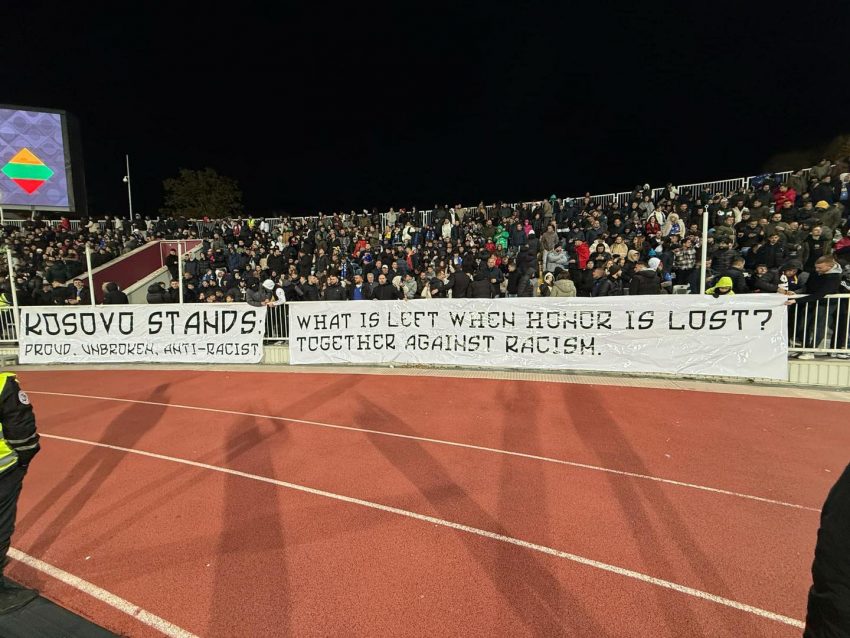 KOSOVO STANDS:
PROUD. UNBROKEN, ANTI-RACIST
WHAT IS LEFT WHEN HONOR IS LOST?
TOGETHER AGAINST RACISM.